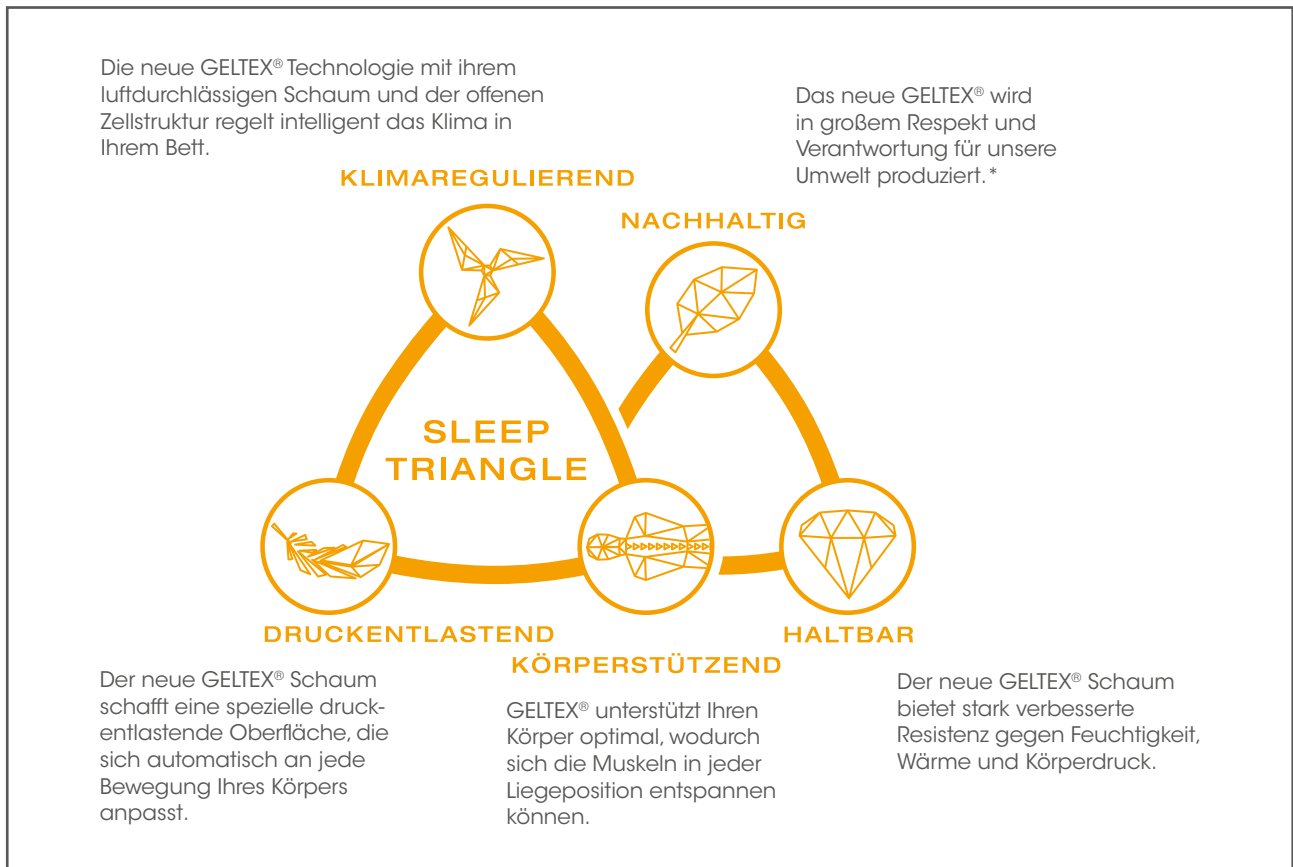 Die neue GELTEX® Technologie mit ihrem
luftdurchlässigen Schaum und der offenen
Zellstruktur regelt intelligent das Klima in
Ihrem Bett.
KLIMAREGULIEREND
Das neue GELTEX® wird
in großem Respekt und
Verantwortung für unsere
Umwelt produziert.*
NACHHALTIG
SLEEP
TRIANGLE
DRUCKENTLASTEND
Der neue GELTEX® Schaum
schafft eine spezielle druck-
entlastende Oberfläche, die
sich automatisch an jede
Bewegung Ihres Körpers
anpasst.
KÖRPERSTÜTZEND
GELTEX® unterstützt Ihren
Körper optimal, wodurch
sich die Muskeln in jeder
Liegeposition entspannen
können.
HALTBAR
Der neue GELTEX® Schaum
bietet stark verbesserte
Resistenz gegen Feuchtigkeit,
Wärme und Körperdruck.